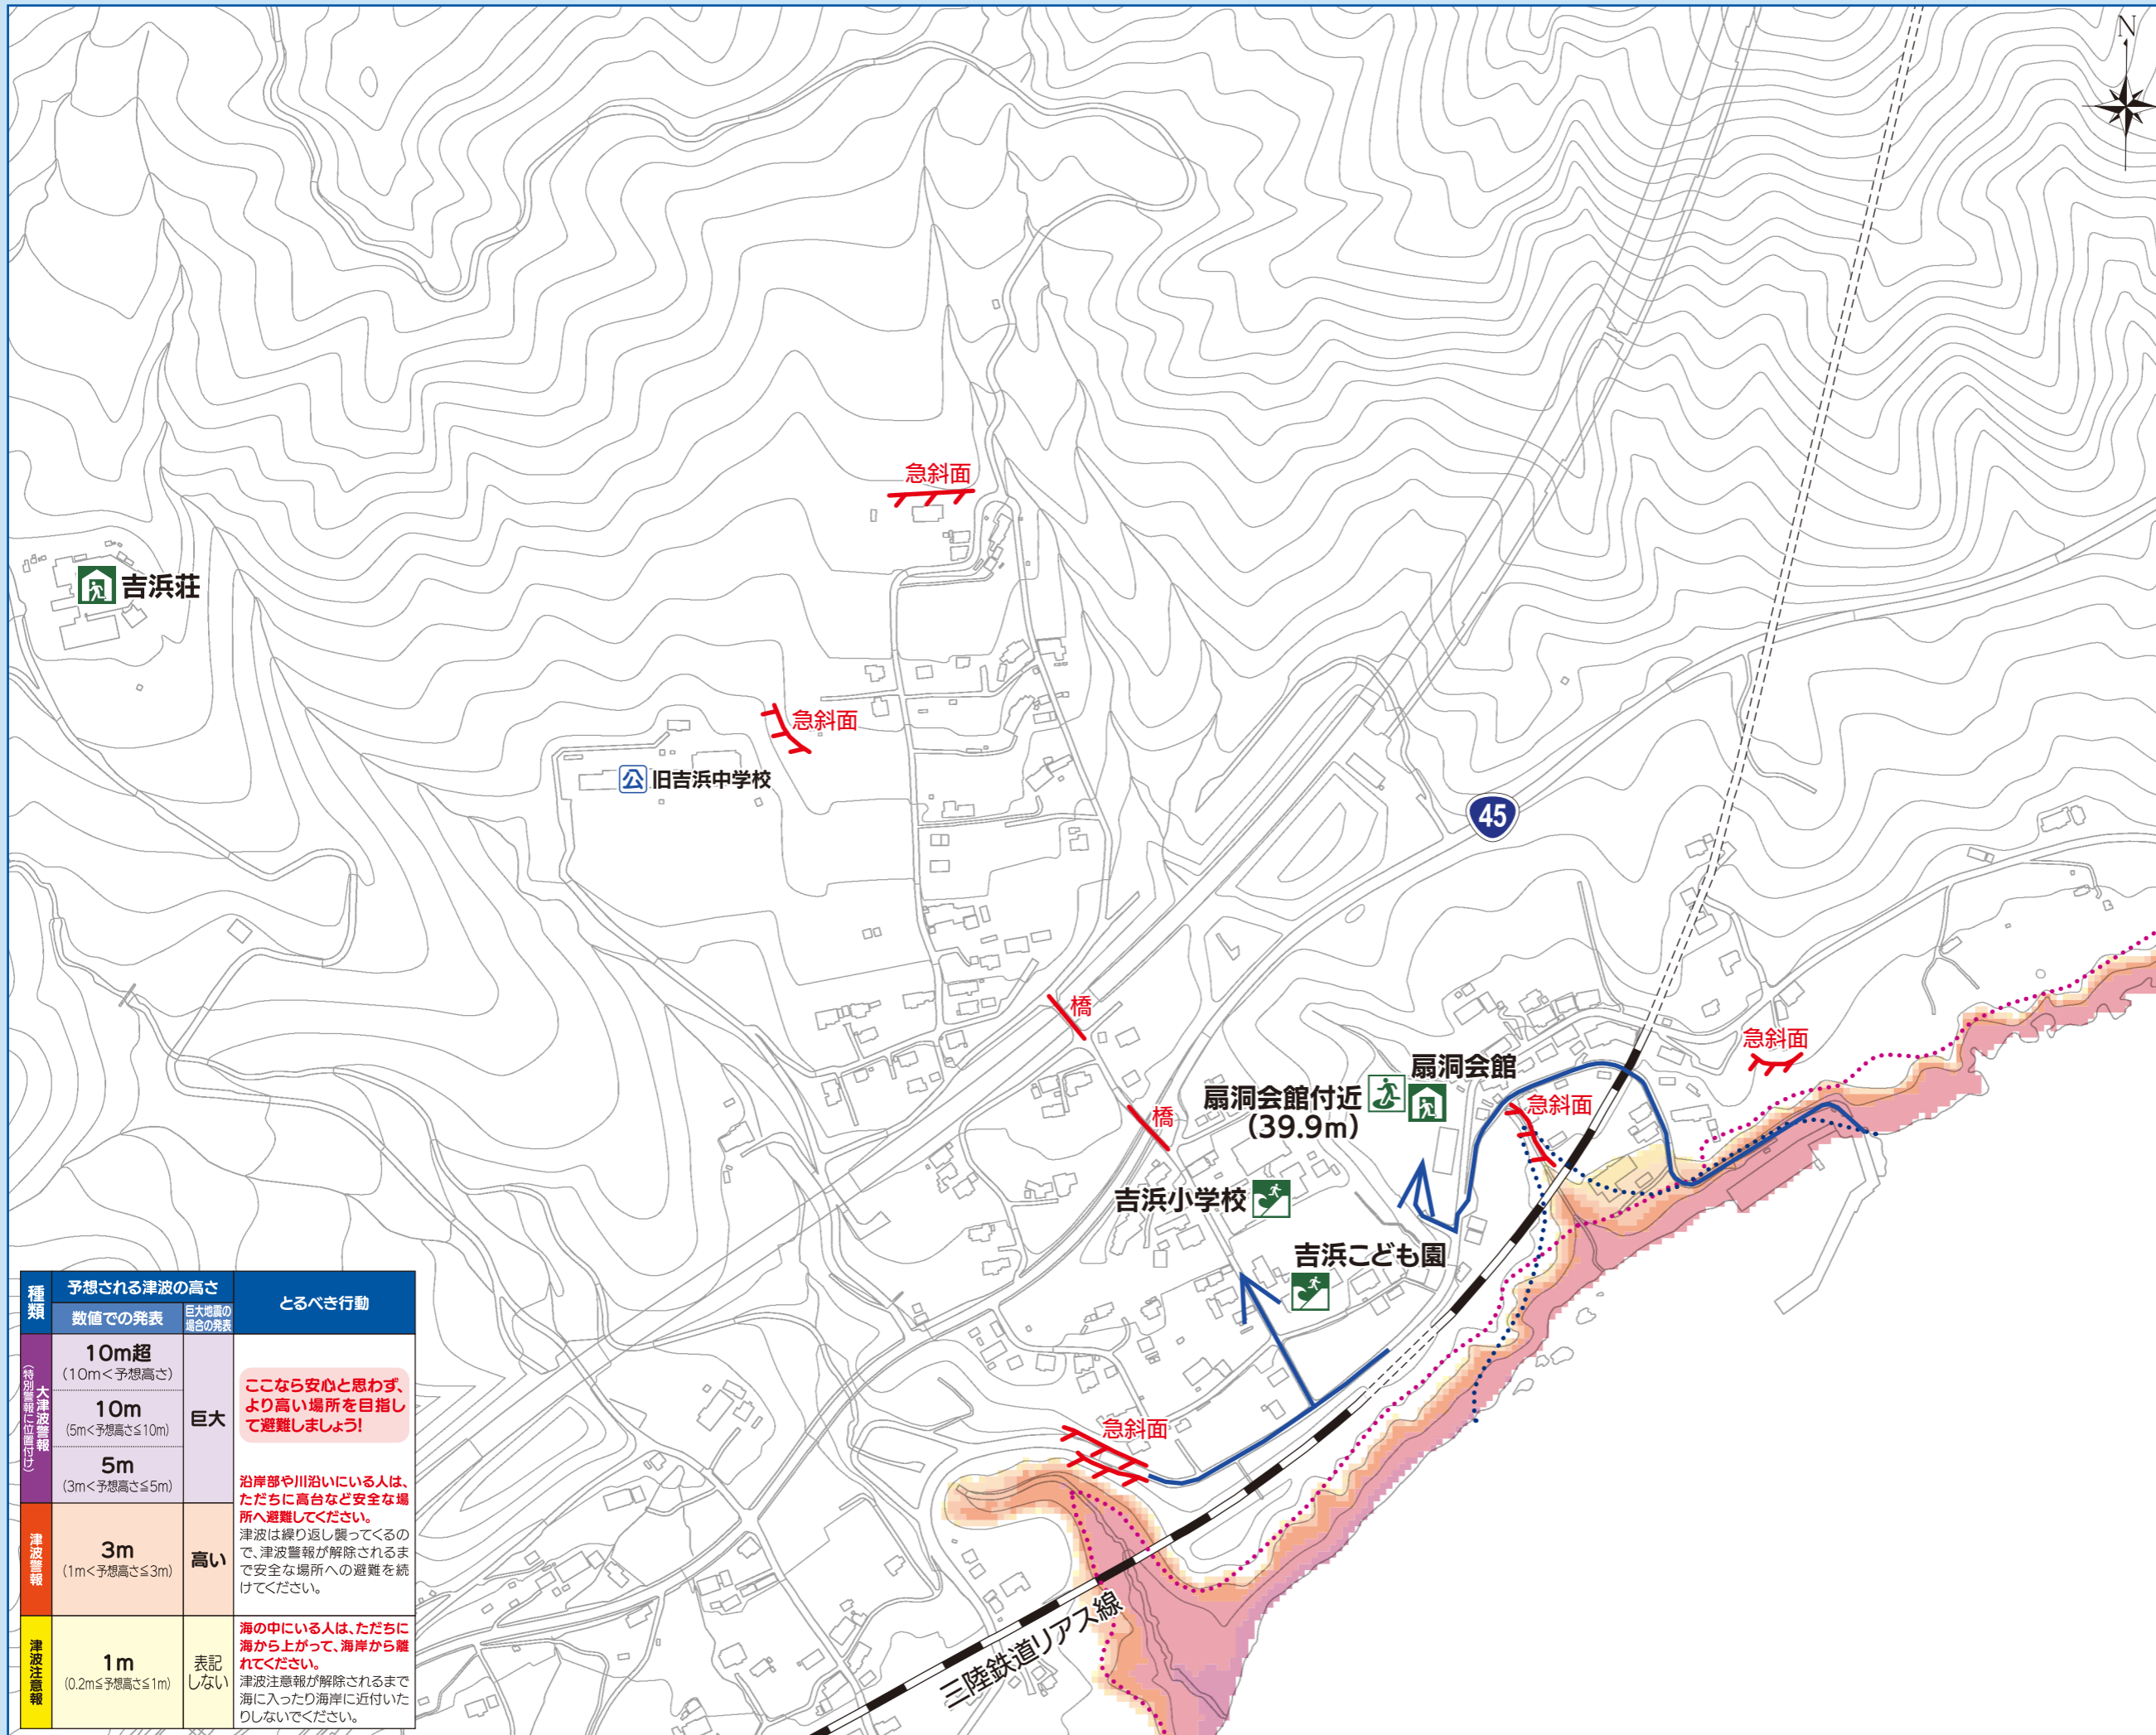 N
急斜面
吉浜荘
急斜面
公 旧吉浜中学校
45
橋
急斜面
扇洞会館
扇洞会館付近
(39.9m)
急斜面
橋
吉浜小学校
吉浜こども園
急斜面
三陸鉄道リアス線
種類
予想される津波の高さ
とるべき行動
数値での発表
巨大地震の
場合の発表
大津波警報
（特別警報に位置付け）
10m超
（10m＜予想高さ）
10m
（5m＜予想高さ≦10m）
5m
（3m＜予想高さ≦5m）
巨大
ここなら安心と思わず、
より高い場所を目指し
て避難しましょう！
沿岸部や川沿いにいる人は、
ただちに高台など安全な場
所へ避難してください。
津波は繰り返し襲ってくるの
で、津波警報が解除されるま
で安全な場所への避難を続
けてください。
津波警報
3m
（1m＜予想高さ≦3m）
高い
津波注意報
1m
（0.2m≦予想高さ≦1m）
表記
しない
海の中にいる人は、ただちに
海から上がって、海岸から離
れてください。
津波注意報が解除されるまで
海に入ったり海岸に近付いた
りしないでください。